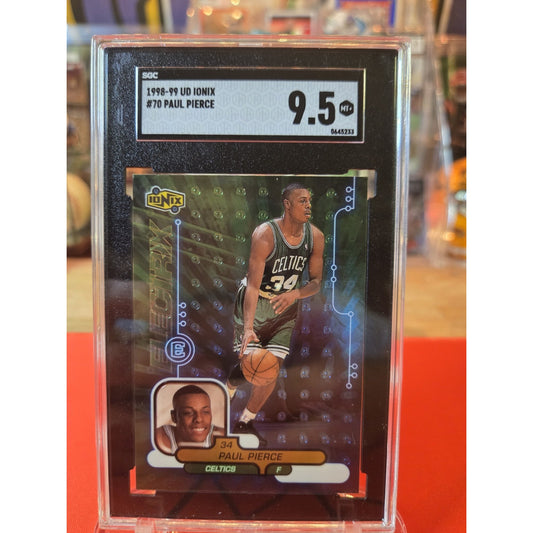 SGC
1998-99 UD IONIX
#70 PAUL PIERCE
9.5
MT+
0645233
IONIX
ELECTRIX
CELTICS
34
34
PAUL PIERCE
CELTICS
F